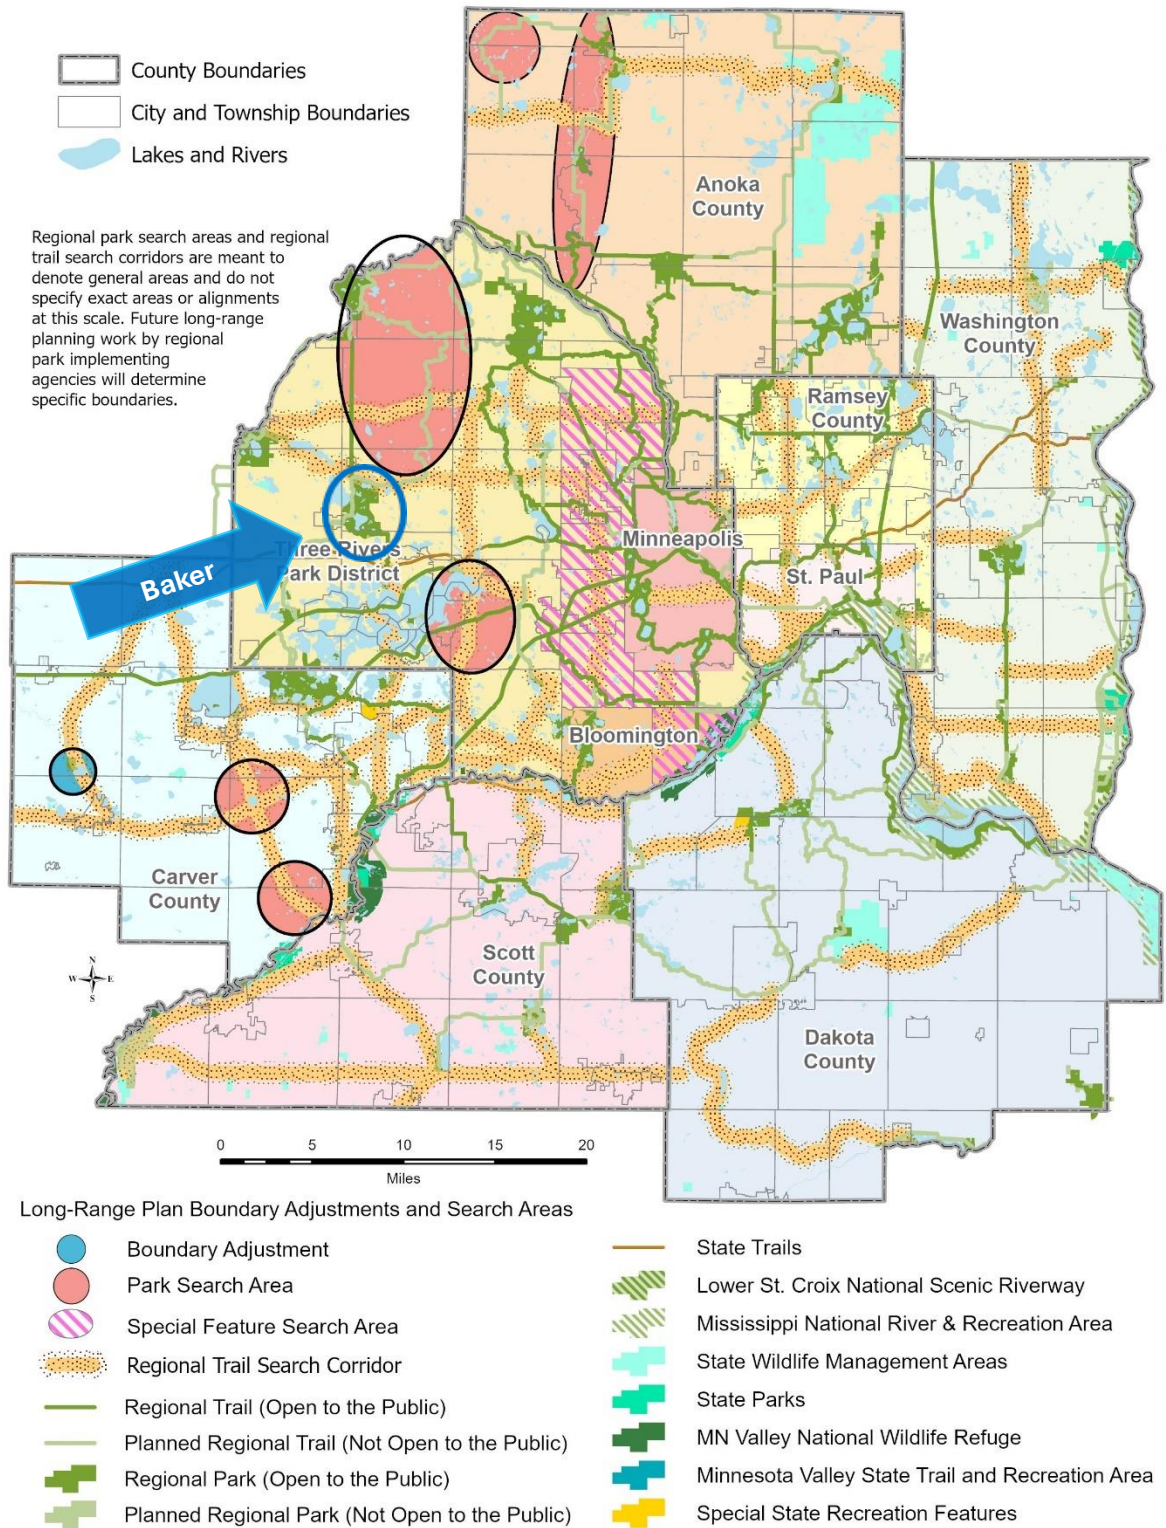 County Boundaries
City and Township Boundaries
Lakes and Rivers
Regional park search areas and regional
trail search corridors are meant to
denote general areas and do not
specify exact areas or alignments
at this scale. Future long-range
planning work by regional
park implementing
agencies will determine
specific boundaries.
Anoka
County
Washington
County
Ramsey
County
Minneapolis
St. Paul
Three Rivers
Park District
Baker
Bloomington
Carver
County
Scott
County
Dakota
County
N
W E
S
0 5 10 15 20
Miles
Long-Range Plan Boundary Adjustments and Search Areas
Boundary Adjustment
Park Search Area
Special Feature Search Area
Regional Trail Search Corridor
Regional Trail (Open to the Public)
Planned Regional Trail (Not Open to the Public)
Regional Park (Open to the Public)
Planned Regional Park (Not Open to the Public)
State Trails
Lower St. Croix National Scenic Riverway
Mississippi National River & Recreation Area
State Wildlife Management Areas
State Parks
MN Valley National Wildlife Refuge
Minnesota Valley State Trail and Recreation Area
Special State Recreation Features